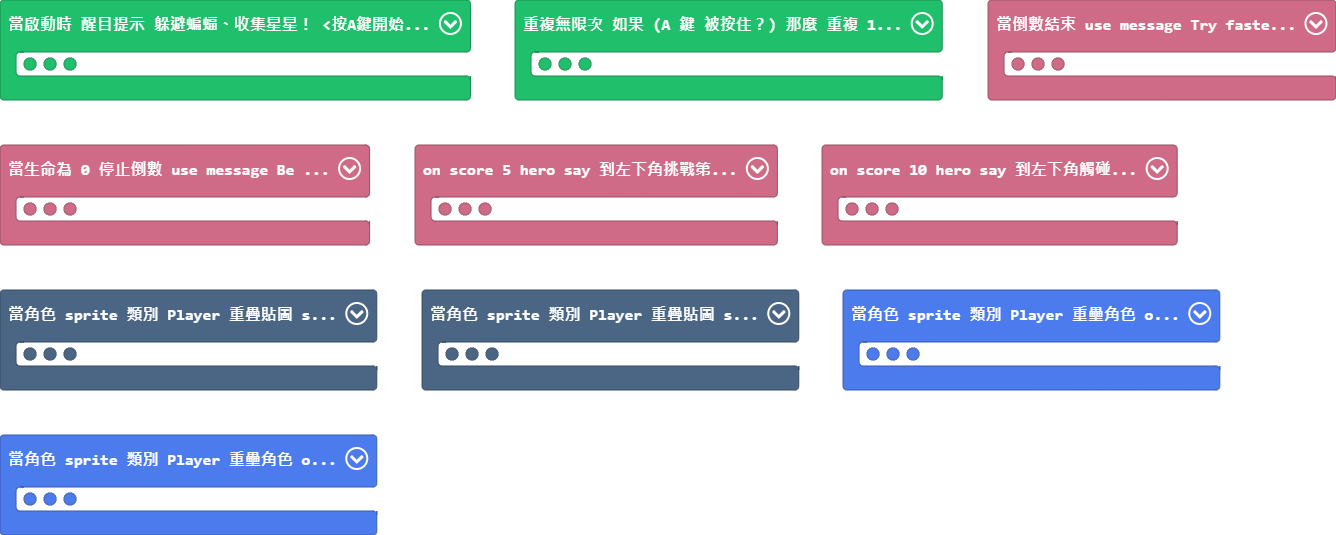 當啟動時 醒目提示 躲避蝙蝠、收集星星！ <按A鍵開始...
重複無限次 如果 (A 鍵 被按住？) 那麼 重複 1...
當倒數結束 use message Try faste...
當生命為 0 停止倒數 use message Be ...
on score 5 hero say 到左下角挑戰第...
on score 10 hero say 到左下角觸碰...
當角色 sprite 類別 Player 重疊貼圖 s...
當角色 sprite 類別 Player 重疊貼圖 s...
當角色 sprite 類別 Player 重壘角色 o...
當角色 sprite 類別 Player 重壘角色 o...